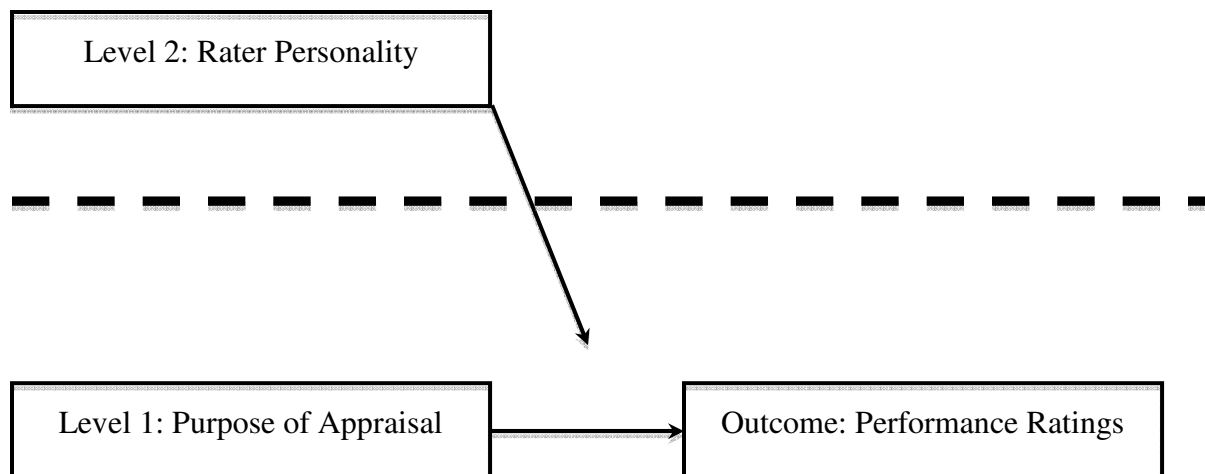 Level 2: Rater Personality
Level 1: Purpose of Appraisal
Outcome: Performance Ratings